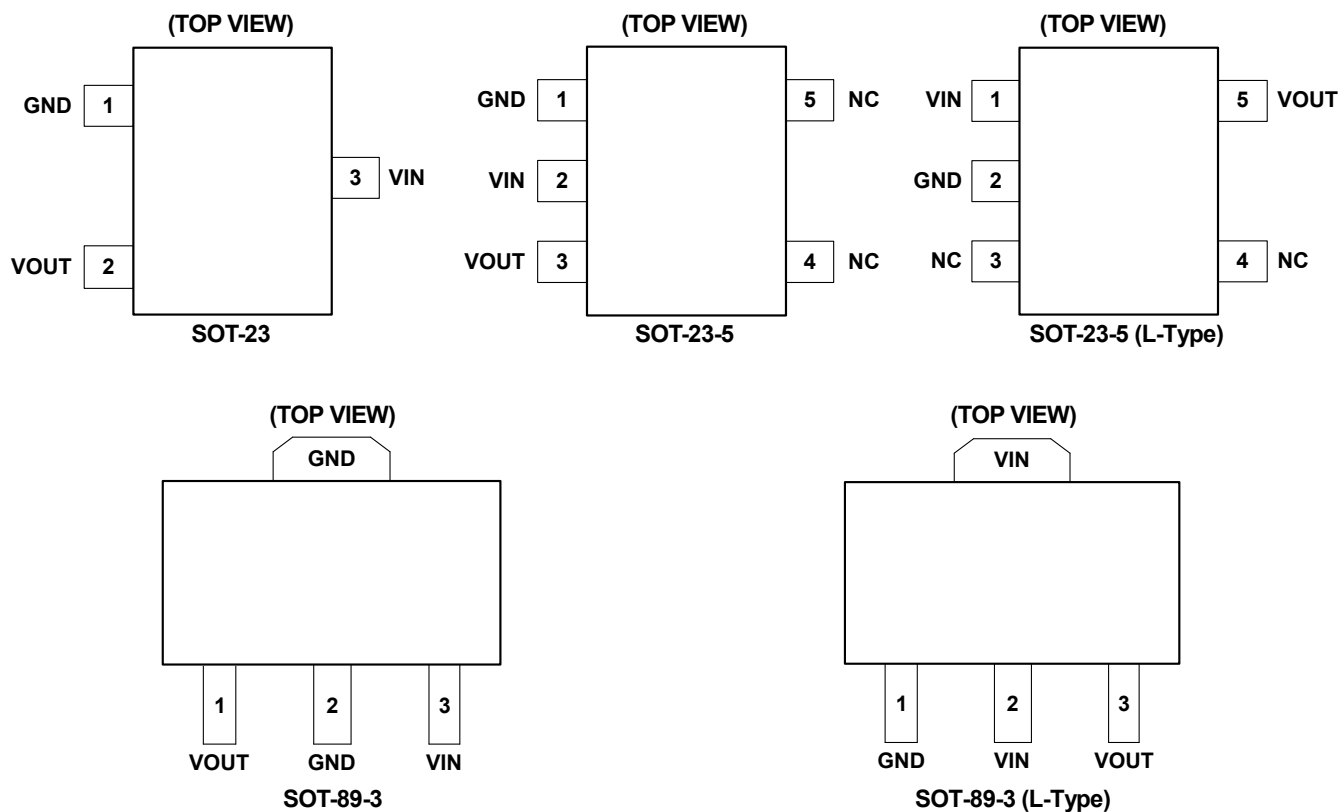 (TOP VIEW)
GND 1
3 VIN
VOUT 2
SOT-23
(TOP VIEW)
GND 1
5 NC
VIN 2
VOUT 3
4 NC
SOT-23-5
(TOP VIEW)
VIN 1
5 VOUT
GND 2
NC 3
4 NC
SOT-23-5 (L-Type)
(TOP VIEW)
GND
1 2 3
VOUT GND VIN
SOT-89-3
(TOP VIEW)
VIN
1 2 3
GND VIN VOUT
SOT-89-3 (L-Type)